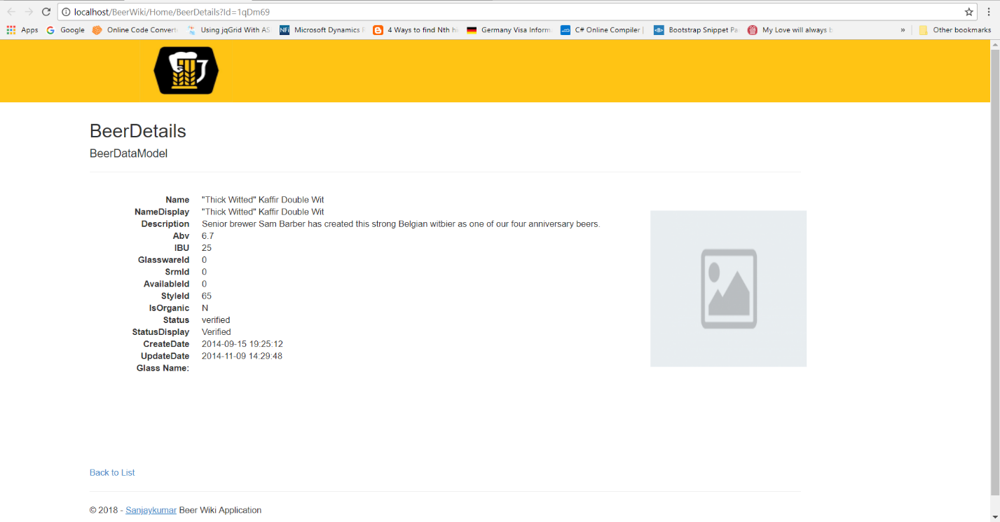 localhost/BeerWiki/Home/BeerDetails?Id=1qDm69
Apps Google Online Code Convert Using jqGrid With AS NFi Microsoft Dynamics 4 Ways to find Nth hi Germany Visa Inform C# Online Compiler | <B> Bootstrap Snippet Pa My Love will always » Other bookmarks
BeerDetails
BeerDataModel
Name "Thick Witted" Kaffir Double Wit
NameDisplay "Thick Witted" Kaffir Double Wit
Description Senior brewer Sam Barber has created this strong Belgian witbier as one of our four anniversary beers.
Abv 6.7
IBU 25
GlasswareId 0
SrmId 0
AvailableId 0
StyleId 65
IsOrganic N
Status verified
StatusDisplay Verified
CreateDate 2014-09-15 19:25:12
UpdateDate 2014-11-09 14:29:48
Glass Name:
Back to List
© 2018 - Sanjaykumar Beer Wiki Application